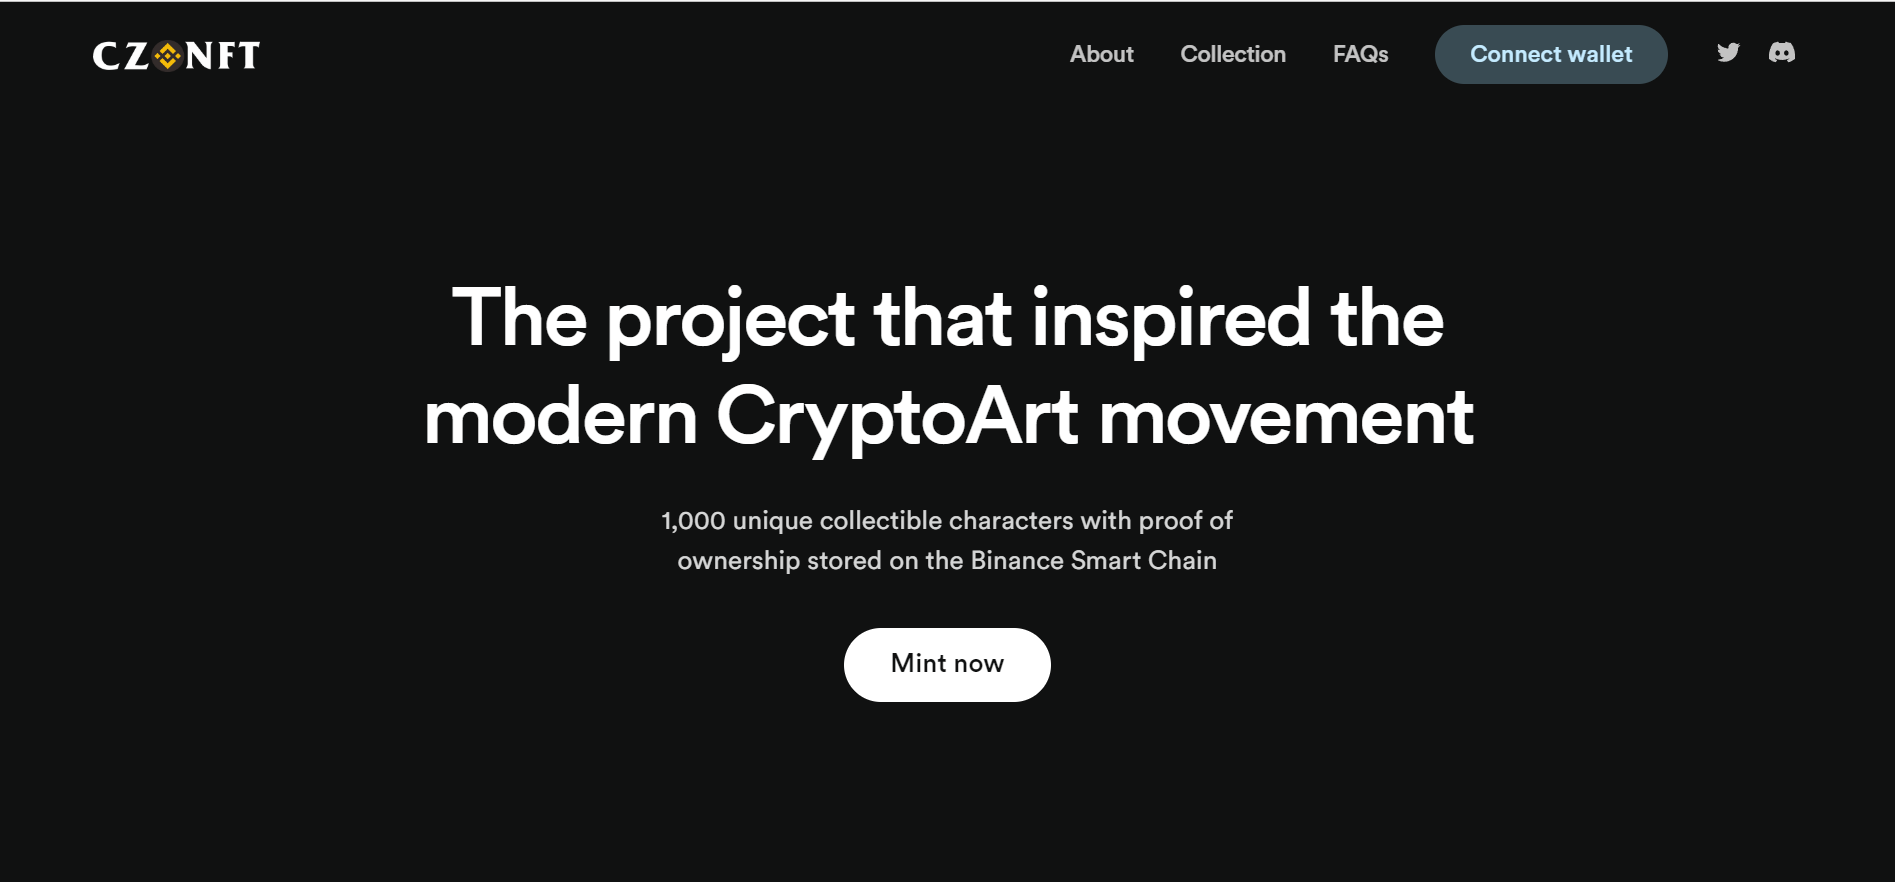 CZ NFT
About
Collection
FAQs
Connect wallet
The project that inspired the
modern CryptoArt movement
1,000 unique collectible characters with proof of
ownership stored on the Binance Smart Chain
Mint now